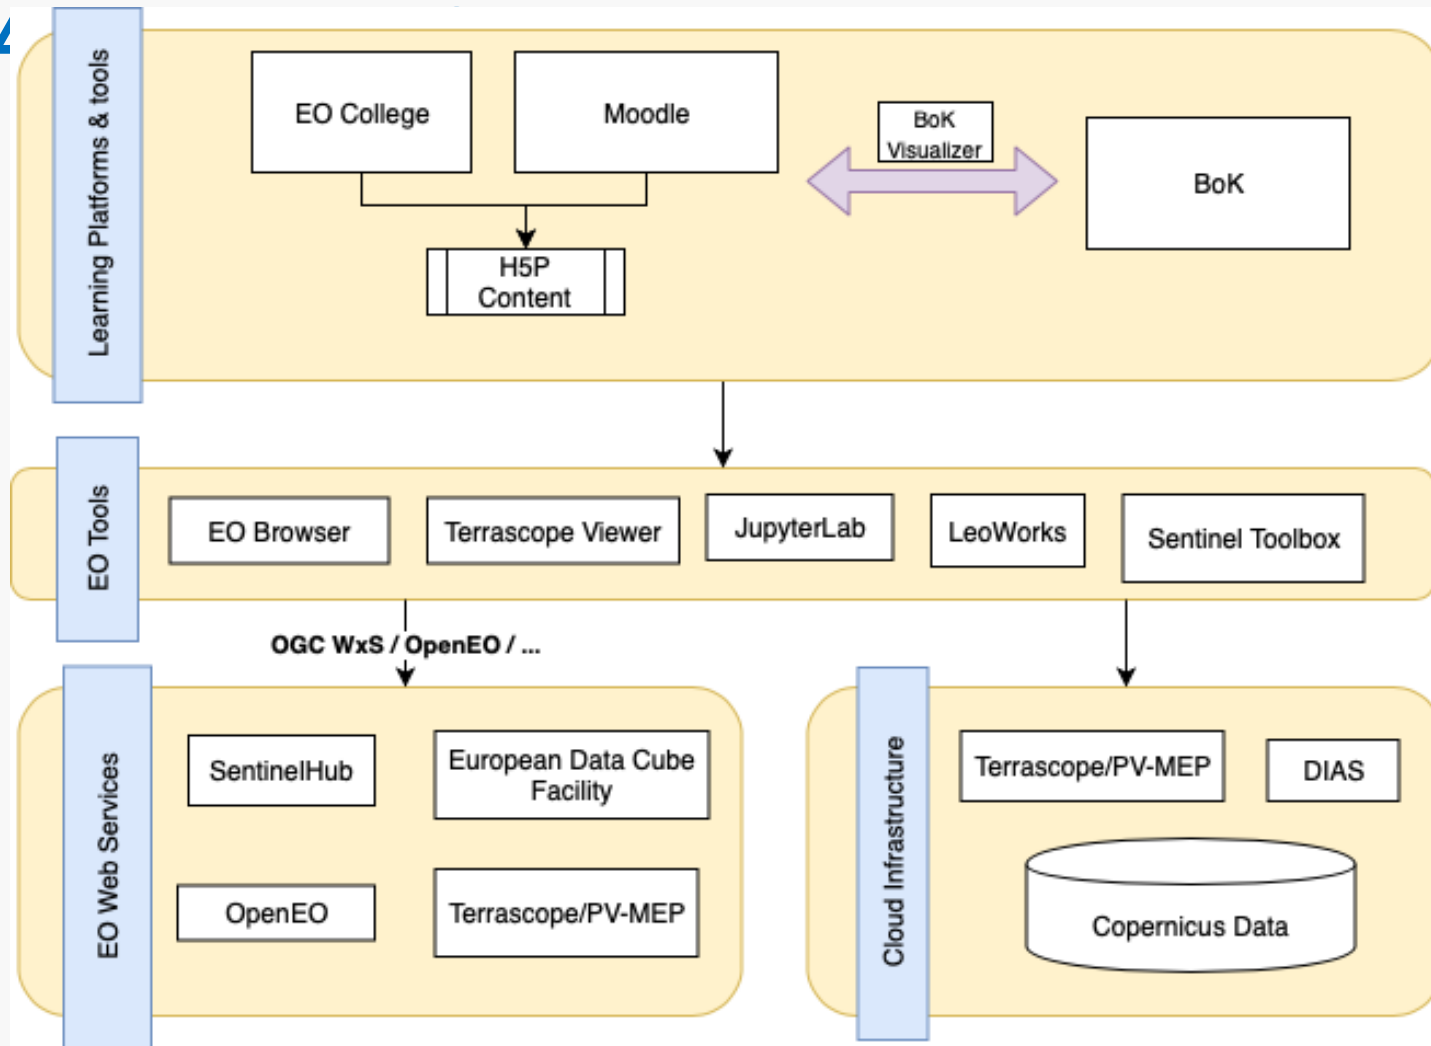 Learning Platforms & tools
EO College
Moodle
BoK
Visualizer
BoK
H5P
Content
EO Tools
EO Browser
Terrascope Viewer
JupyterLab
LeoWorks
Sentinel Toolbox
OGC WxS / OpenEO / ...
EO Web Services
SentinelHub
European Data Cube
Facility
OpenEO
Terrascope/PV-MEP
Cloud Infrastructure
Terrascope/PV-MEP
DIAS
Copernicus Data